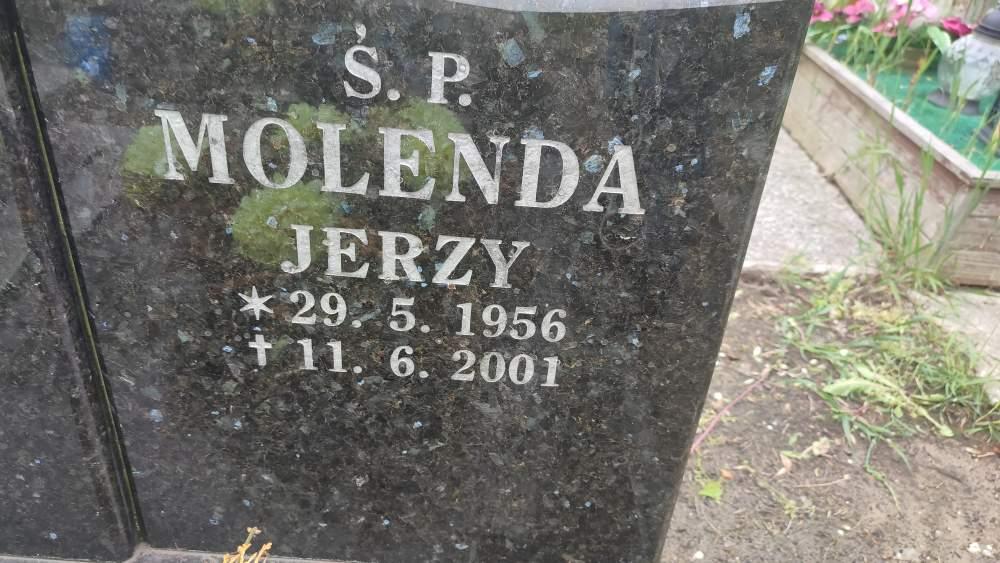 Ś. P.
MOLENDA
JERZY
* 29. 5. 1956
✝ 11. 6. 2001